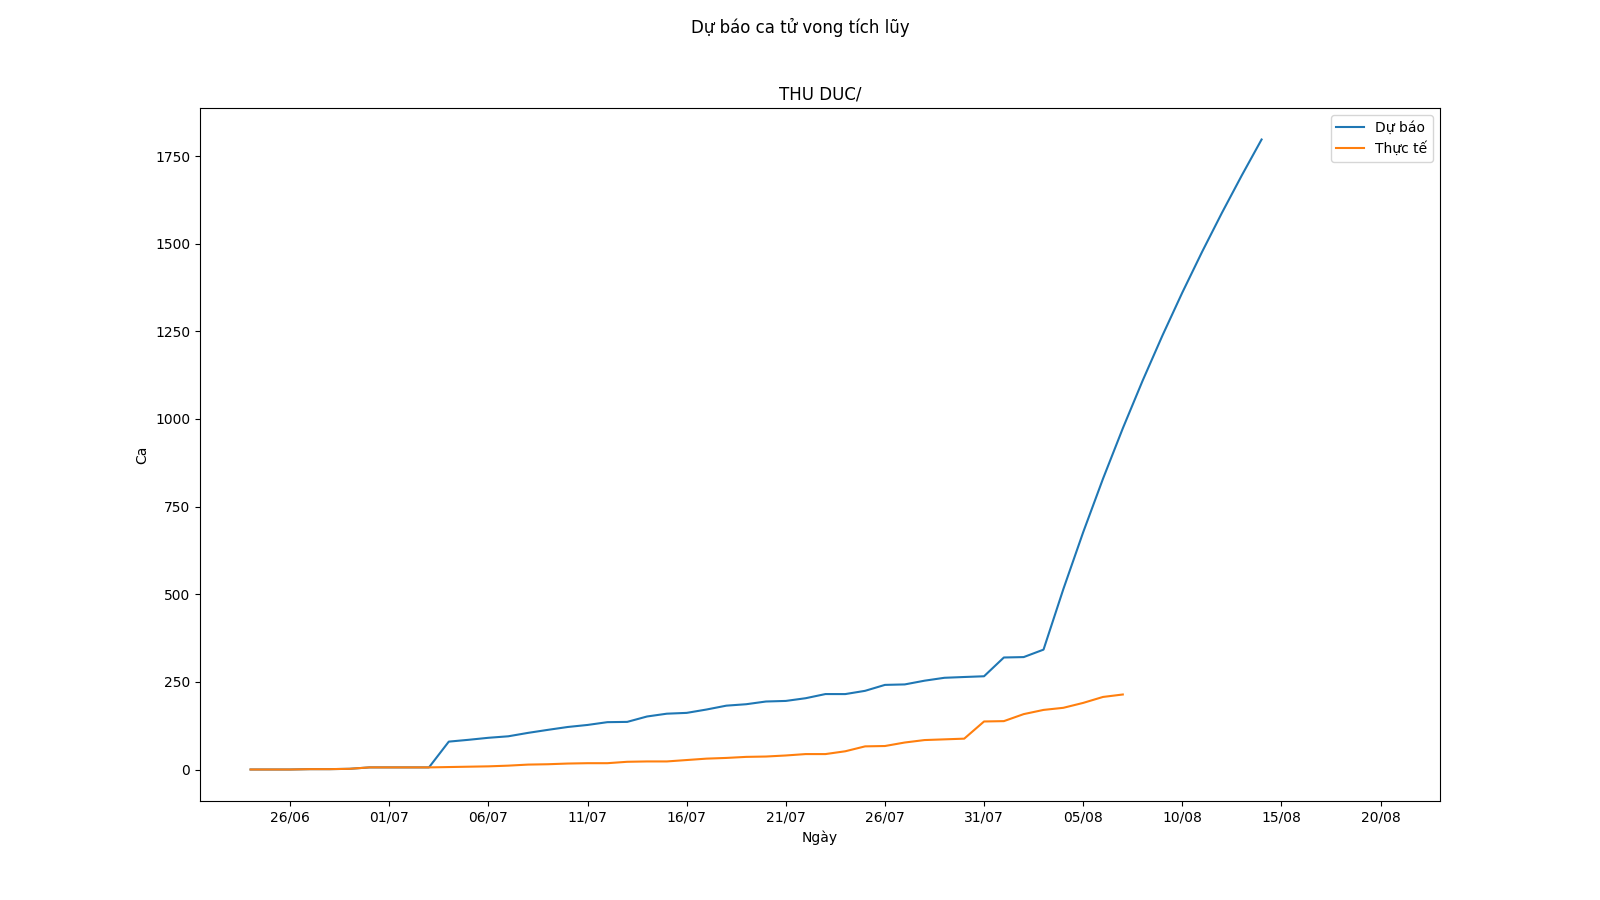 Dự báo ca tử vong tích lũy
THU DUC/
Dự báo
Thực tế
1750
1500
1250
1000
750
500
250
0
Ca
26/06 01/07 06/07 11/07 16/07 21/07 26/07 31/07 05/08 10/08 15/08 20/08
Ngày